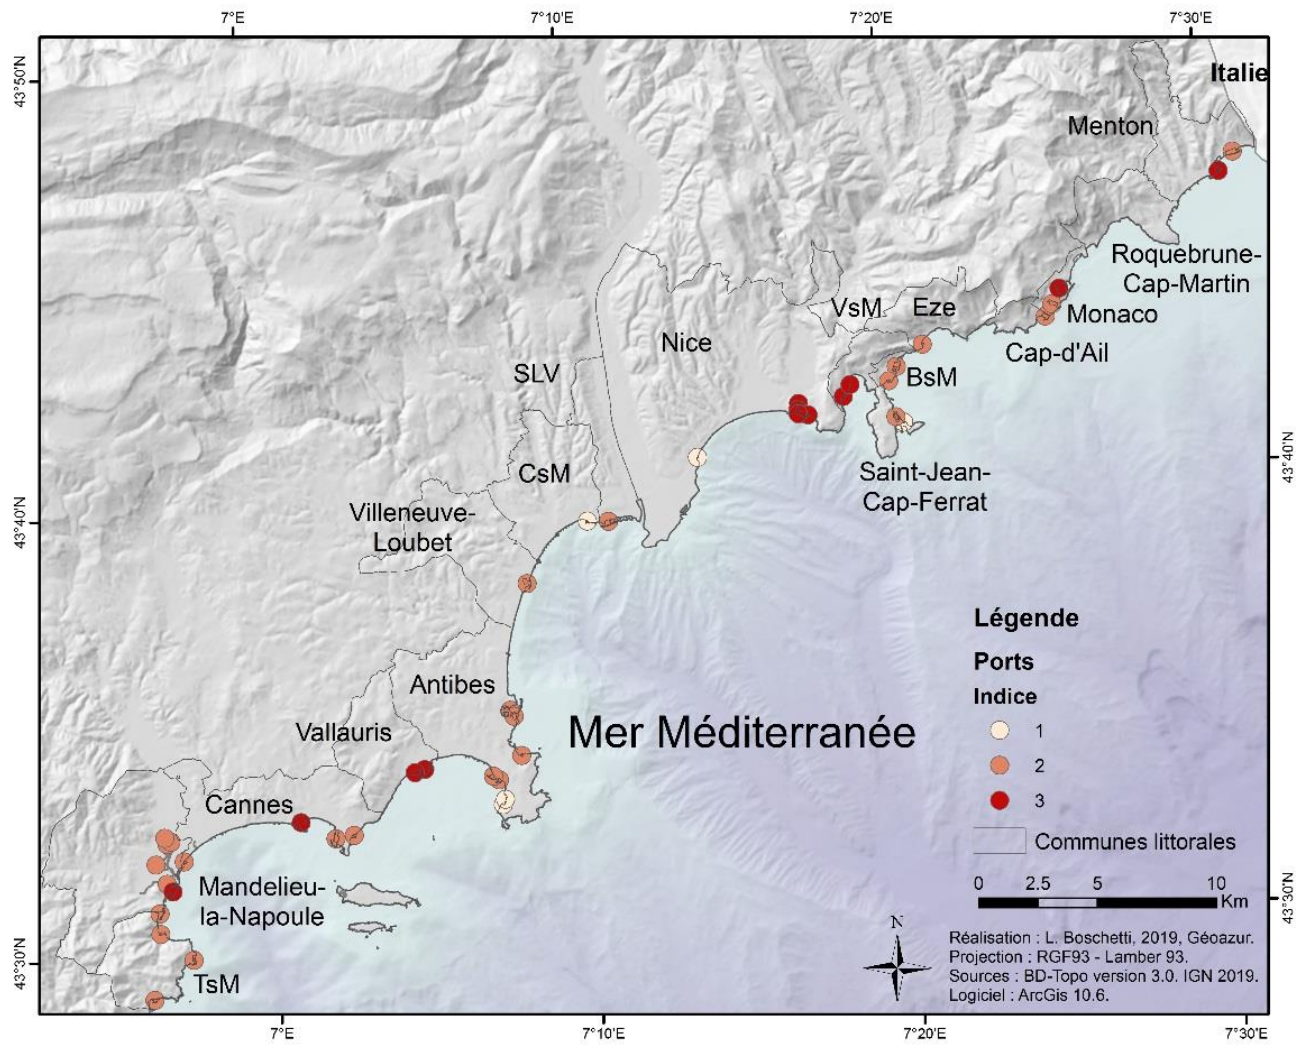 7°E
7°10'E
7°20'E
7°30'E
43°50'N
Italie
Menton
Roquebrune-
Cap-Martin
VsM
Eze
Monaco
Nice
Cap-d'Ail
SLV
BsM
43°40'N
CsM
Saint-Jean-
Cap-Ferrat
Villeneuve-
Loubet
43°40'N
Légende
Ports
Indice
1
2
3
Communes littorales
0
2.5
5
10
Km
Antibes
Mer Méditerranée
Vallauris
Cannes
Mandelieu-
la-Napoule
43°30'N
N
Réalisation : L. Boschetti, 2019, Géoazur.
Projection : RGF93 - Lamber 93.
Sources : BD-Topo version 3.0. IGN 2019.
Logiciel : ArcGis 10.6.
43°30'N
TsM
7°E
7°10'E
7°20'E
7°30'E